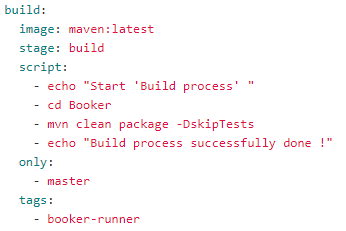 build:
  image: maven:latest
  stage: build
  script:
    - echo "Start 'Build process' "
    - cd Booker
    - mvn clean package -DskipTests
    - echo "Build process successfully done !"
  only:
    - master
  tags:
    - booker-runner